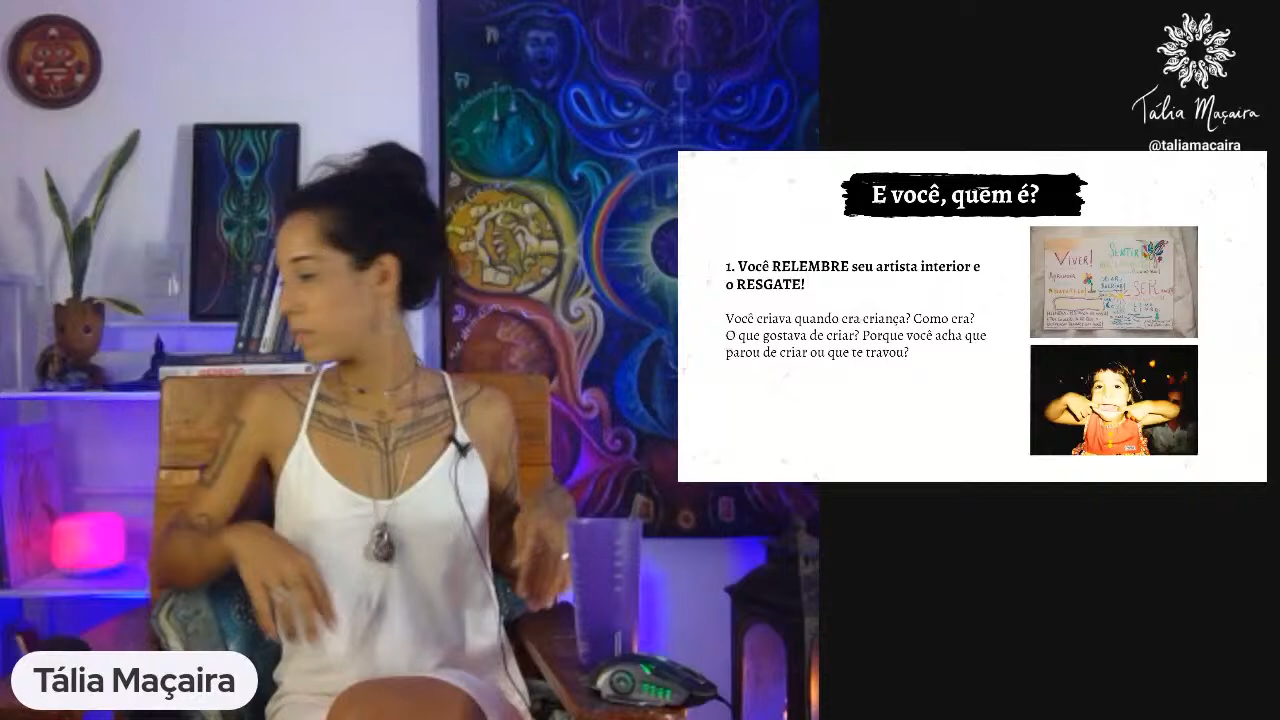 Tália Maçaira
@taliamacaira
E você, quem é?
1. Você RELEMBRE seu artista interior e
o RESGATE!
Você criava quando era criança? Como era?
O que gostava de criar? Porque você acha que
parou de criar ou que te travou?
VIVER!
SENTIR
SER
Tália Maçaira